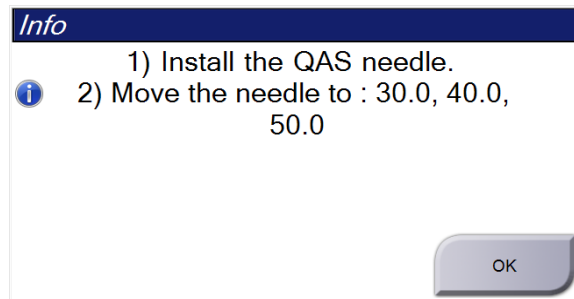 Info
1) Install the QAS needle.
2) Move the needle to : 30.0, 40.0,
50.0
OK